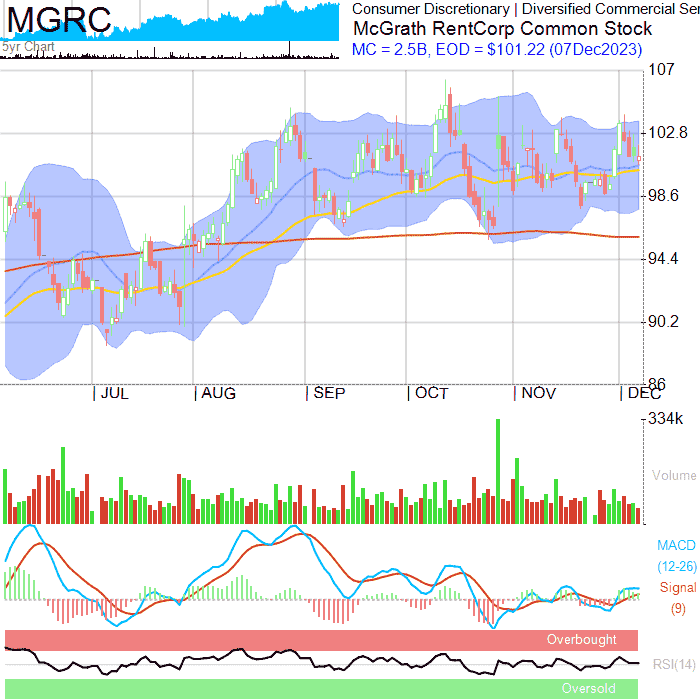 MGRC
5yr Chart
Consumer Discretionary | Diversified Commercial Ser
McGrath RentCorp Common Stock
MC = 2.5B, EOD = $101.22 (07Dec2023)
107
102.8
98.6
94.4
90.2
86
| JUL | AUG | SEP | OCT | NOV | DEC
334k
Volume
MACD
(12-26)
Signal
(9)
Overbought
RSI(14)
Oversold